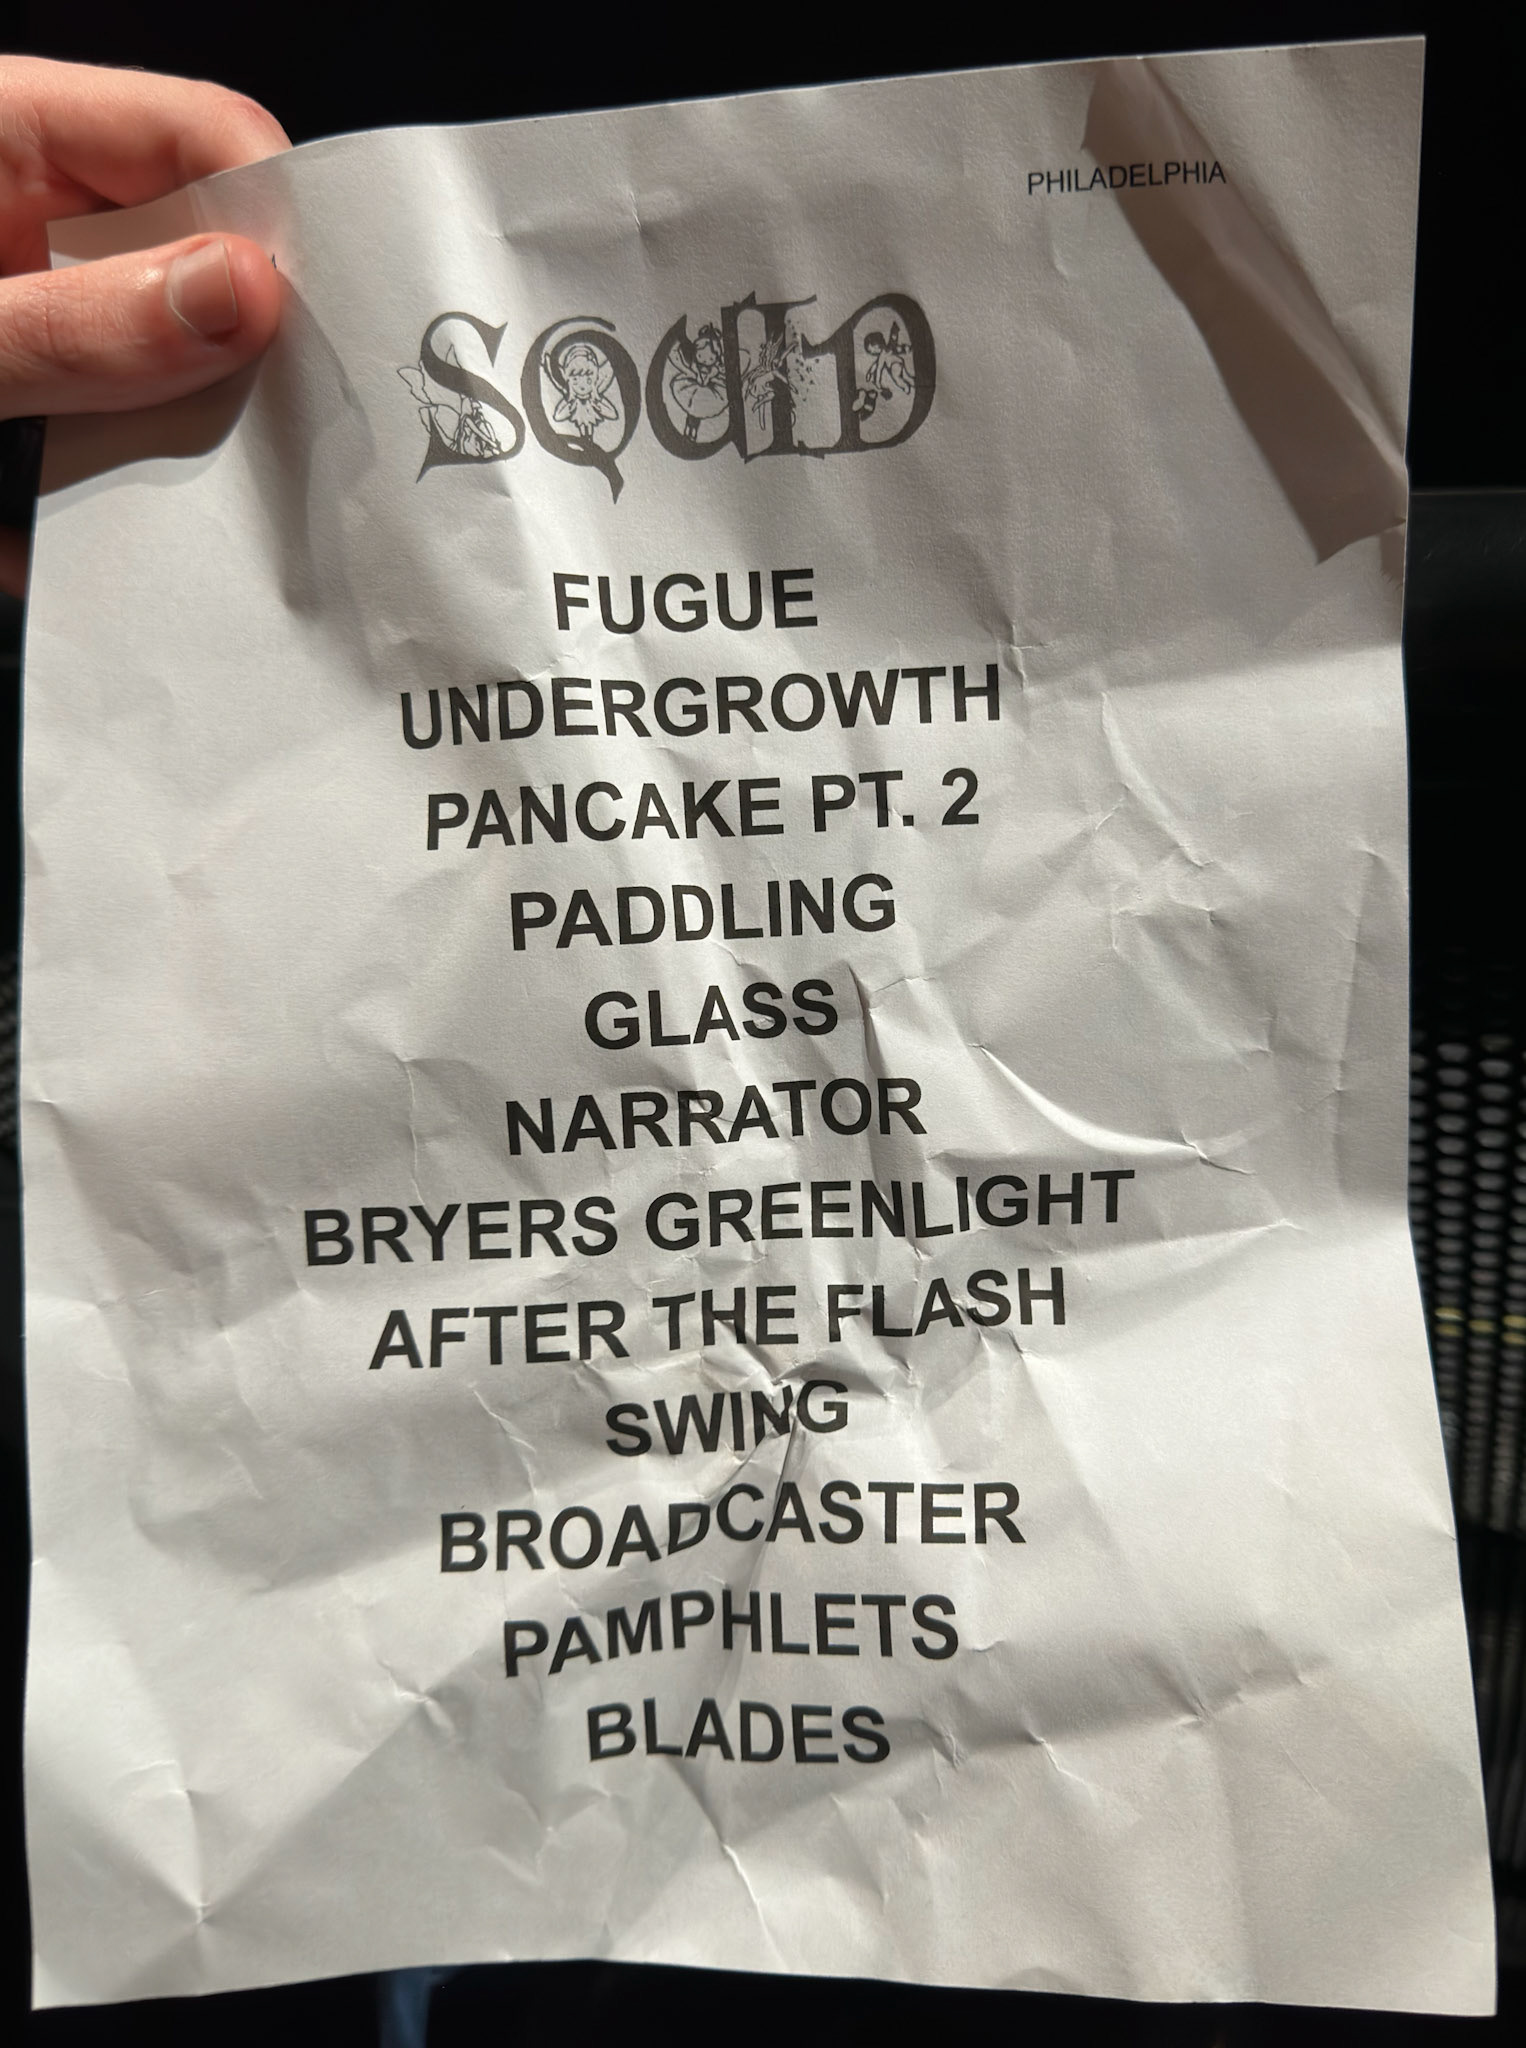 PHILADELPHIA
SQUID
FUGUE
UNDERGROWTH
PANCAKE PT. 2
PADDLING
GLASS
NARRATOR
BRYERS GREENLIGHT
AFTER THE FLASH
SWING
BROADCASTER
PAMPHLETS
BLADES